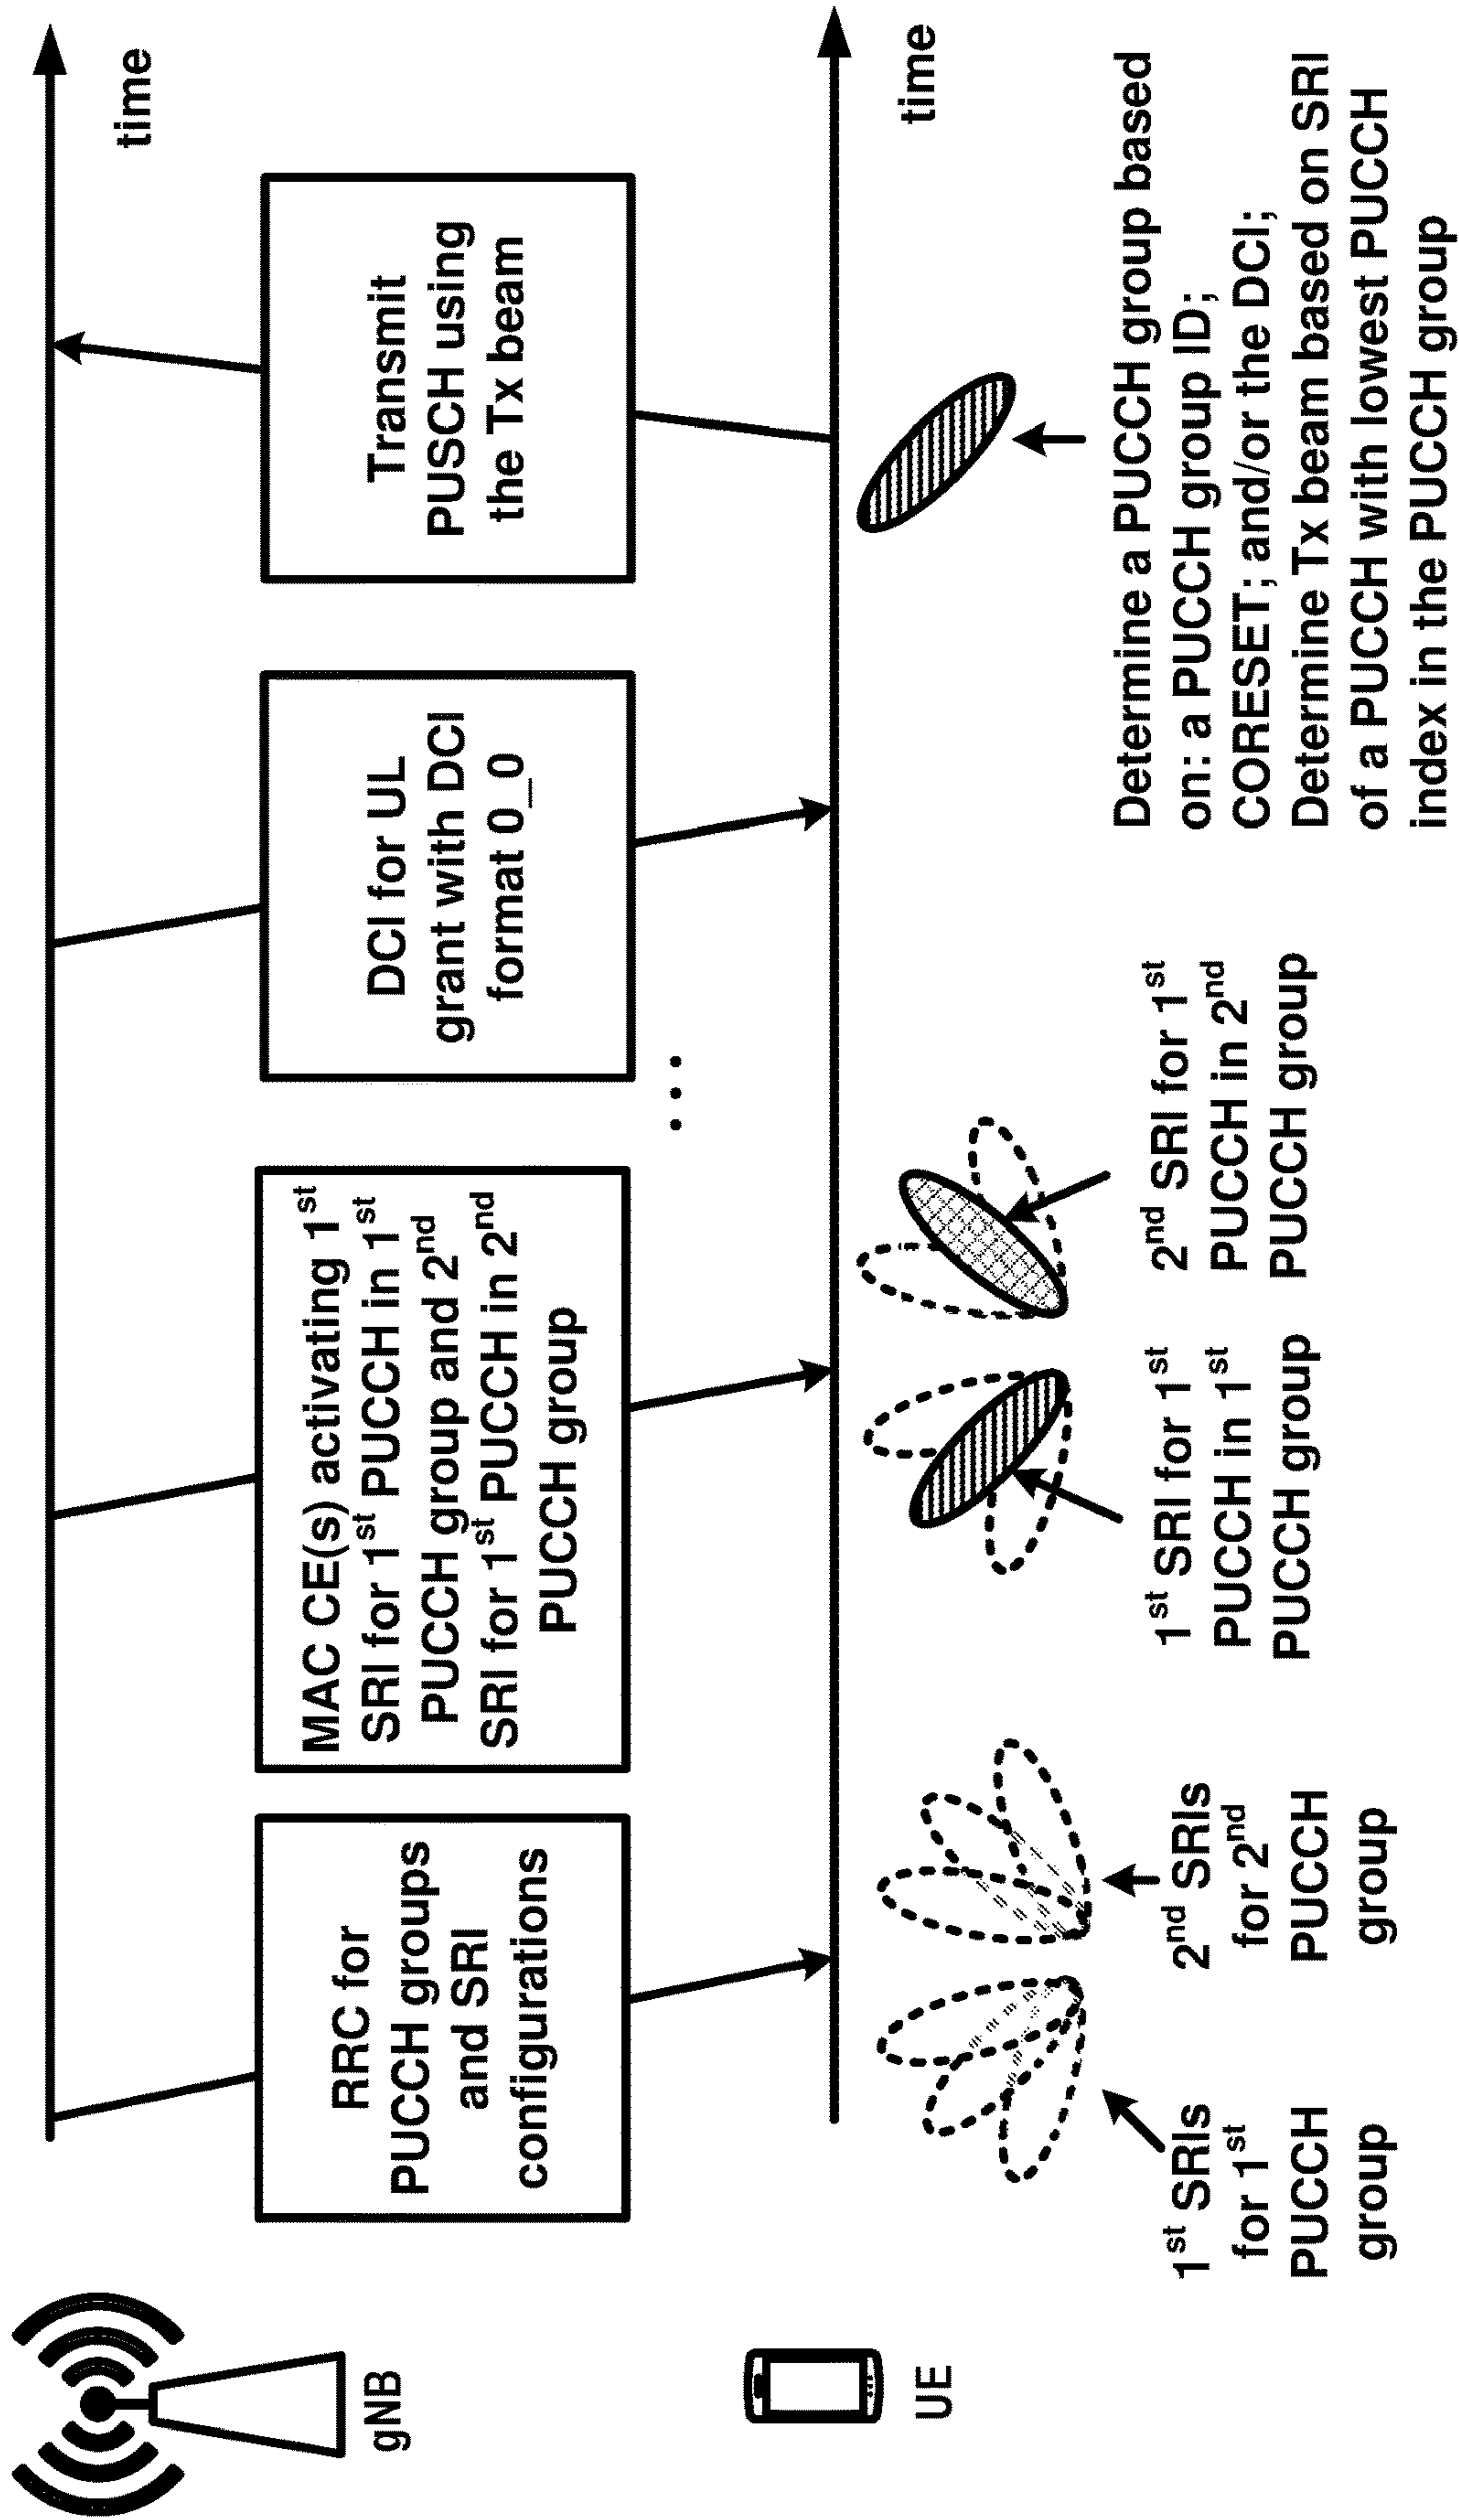 gNB
UE
time
RRC for
PUCCH groups
and SRI
configurations
MAC CE(s) activating 1st
SRI for 1st PUCCH in 1st
PUCCH group and 2nd
SRI for 1st PUCCH in 2nd
PUCCH group
...
DCI for UL
grant with DCI
format 0_0
Transmit
PUSCH using
the Tx beam
time
1st SRIs
for 1st
PUCCH
group
2nd SRIs
for 2nd
PUCCH
group
1st SRI for 1st
PUCCH in 1st
PUCCH group
2nd SRI for 1st
PUCCH in 2nd
PUCCH group
Determine a PUCCH group based
on: a PUCCH group ID;
CORESET; and/or the DCI;
Determine Tx beam based on SRI
of a PUCCH with lowest PUCCH
index in the PUCCH group